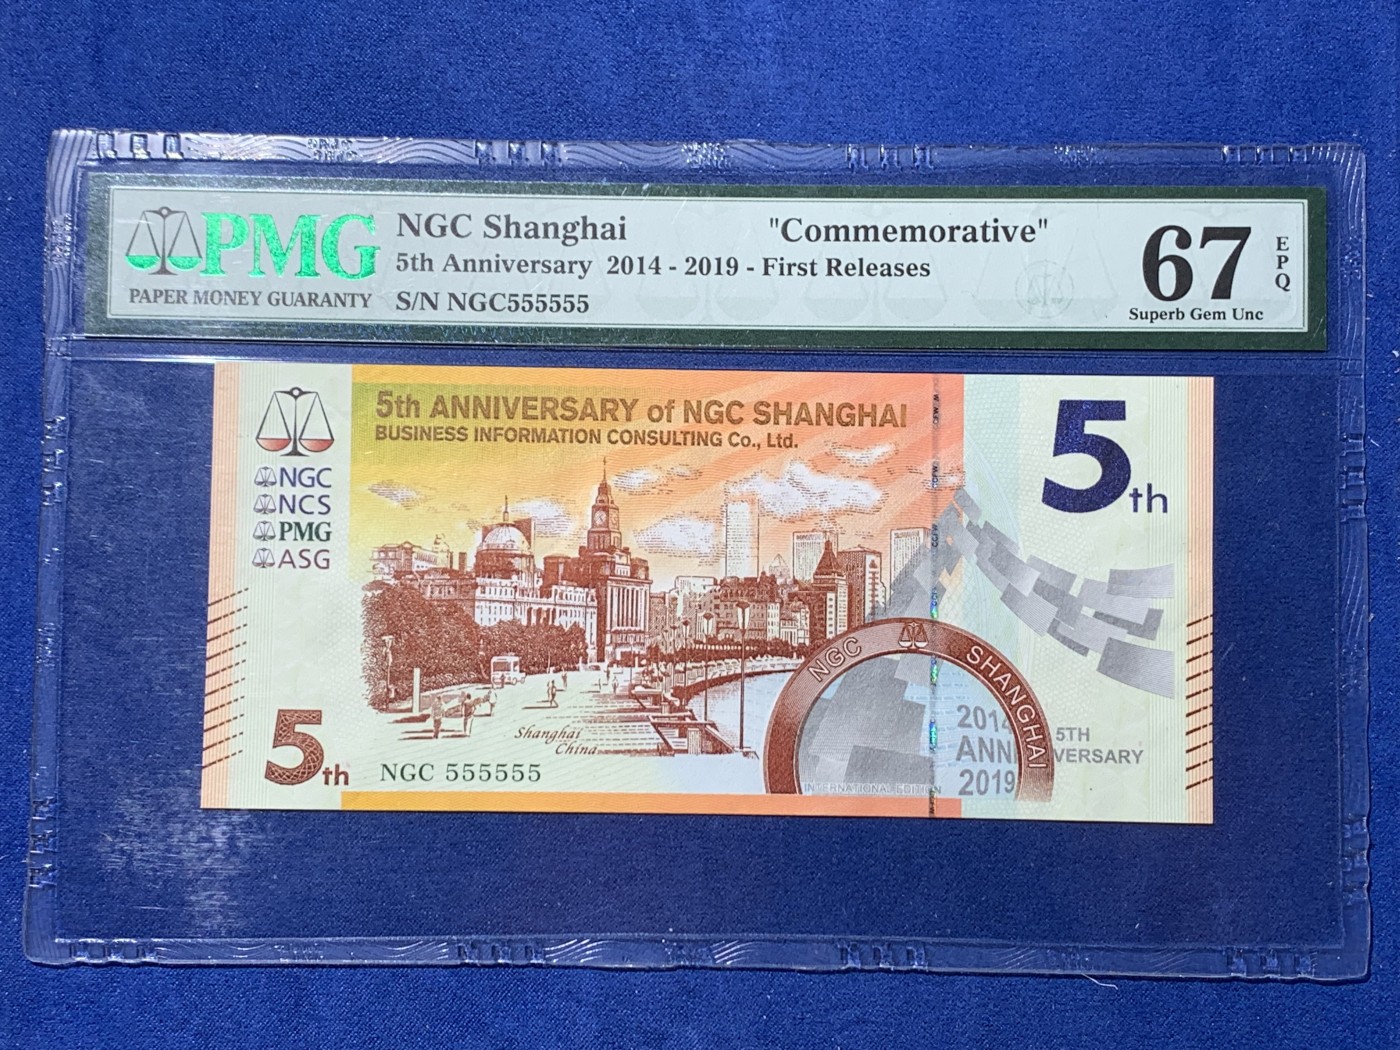 PMG
PAPER MONEY GUARANTY
NGC Shanghai "Commemorative"
5th Anniversary 2014 - 2019 - First Releases
S/N NGC555555
67 EPQ
Superb Gem Unc
NGC
NCS
PMG
ASG
5th ANNIVERSARY of NGC SHANGHAI
BUSINESS INFORMATION CONSULTING Co., Ltd.
5th
Shanghai
China
5th
NGC 555555
NGC SHANGHAI
2014 5TH
ANNIVERSARY
2019
INTERNATIONAL EDITION